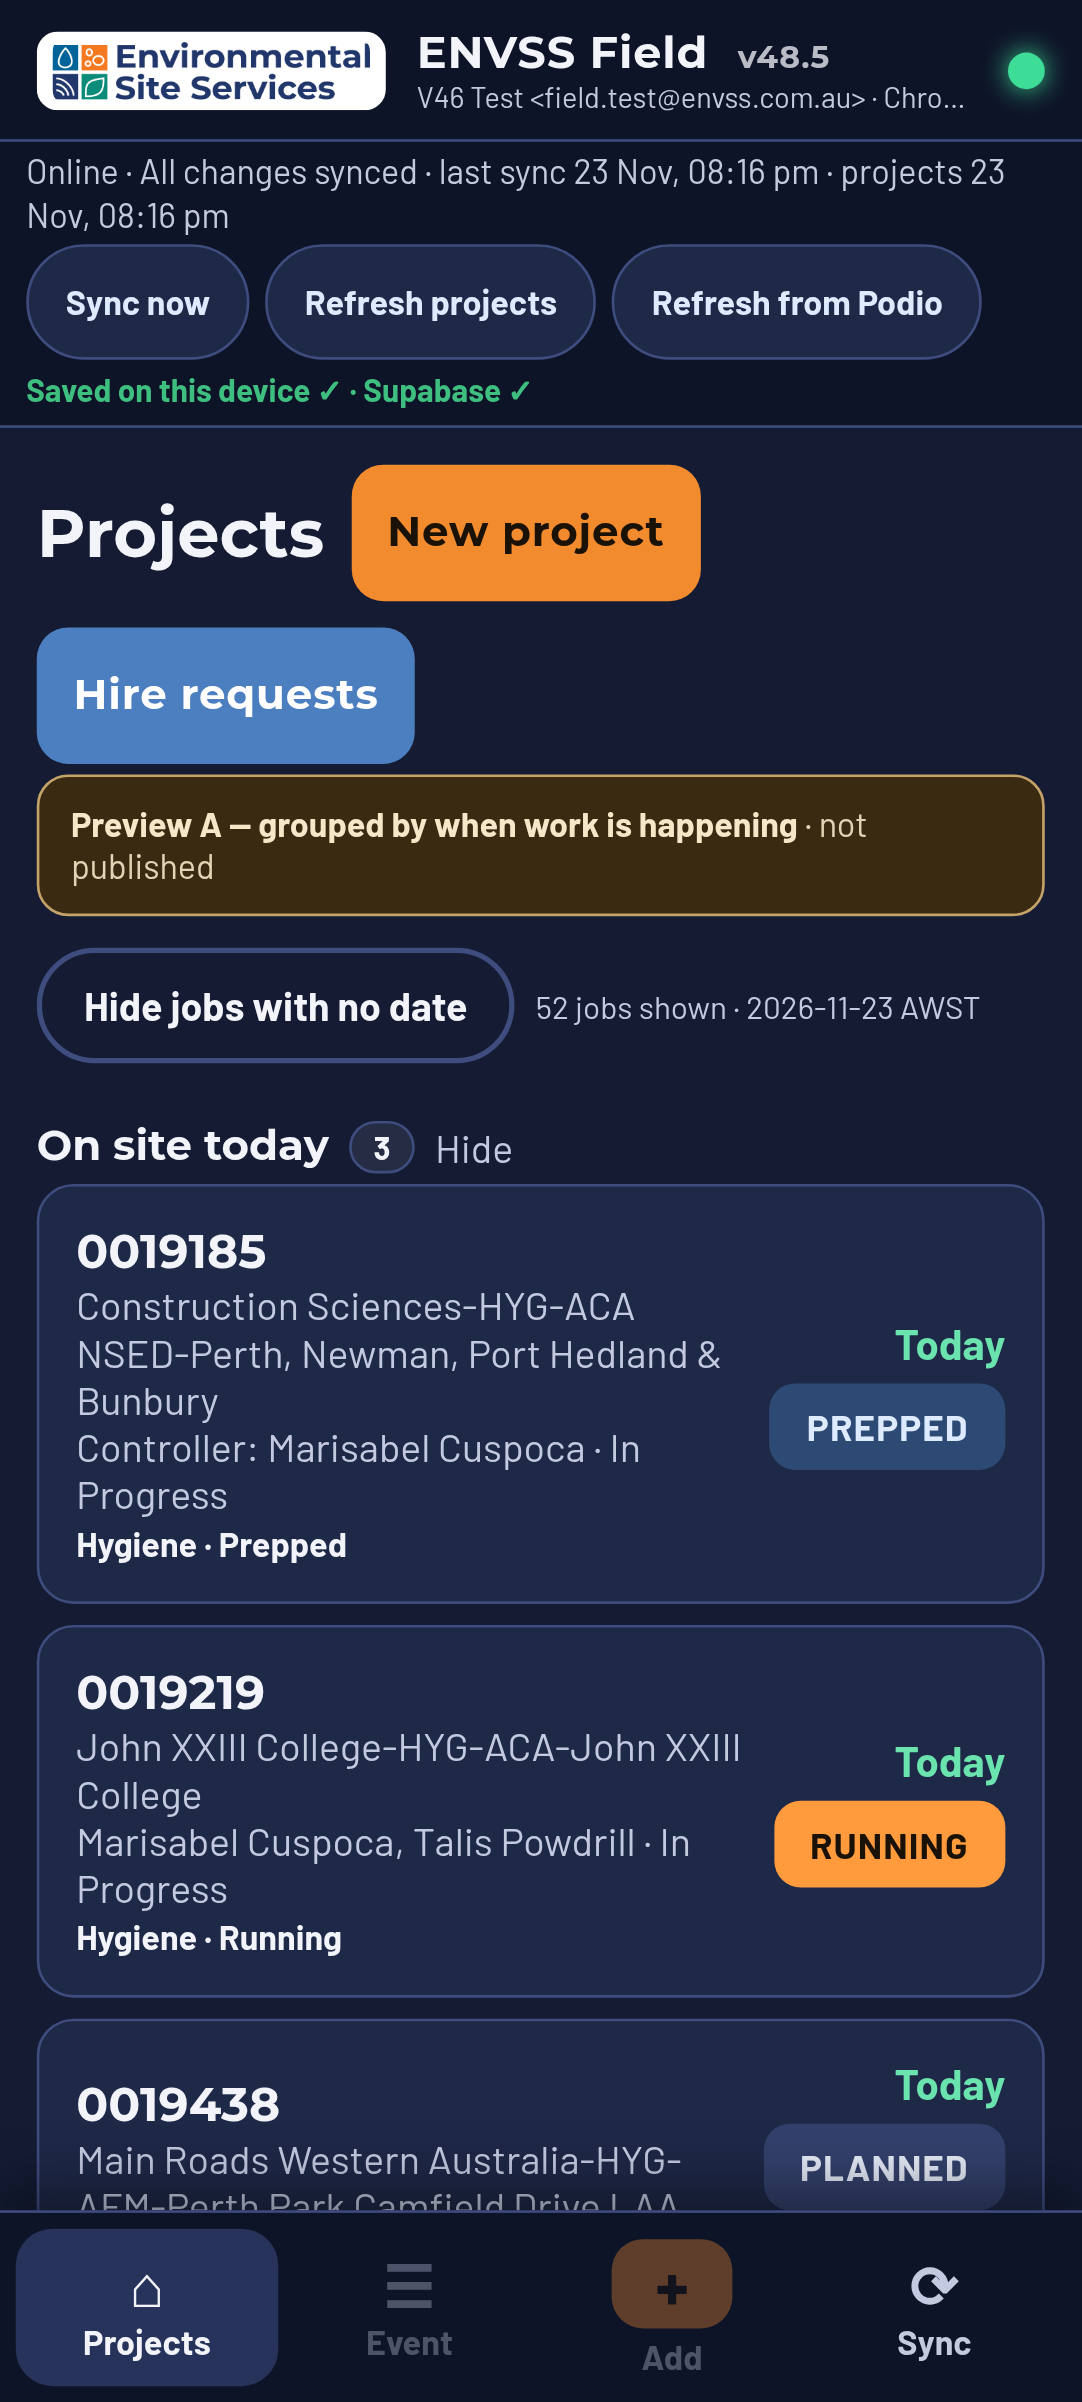 Environmental
Site Services
ENVSS Field v48.5
V46 Test <field.test@envss.com.au> · Chro...
Online · All changes synced · last sync 23 Nov, 08:16 pm · projects 23
Nov, 08:16 pm
Sync now
Refresh projects
Refresh from Podio
Saved on this device ✓ · Supabase ✓
Projects
New project
Hire requests
Preview A — grouped by when work is happening · not
published
Hide jobs with no date
52 jobs shown · 2026-11-23 AWST
On site today 3 Hide
0019185
Construction Sciences-HYG-ACA
NSED-Perth, Newman, Port Hedland &
Bunbury
Controller: Marisabel Cuspoca · In
Progress
Hygiene · Prepped
Today
PREPPED
0019219
John XXIII College-HYG-ACA-John XXIII
College
Marisabel Cuspoca, Talis Powdrill · In
Progress
Hygiene · Running
Today
RUNNING
0019438
Main Roads Western Australia-HYG-
AFM-Perth Park Camfield Drive LAA
Today
PLANNED
Projects
Event
Add
Sync